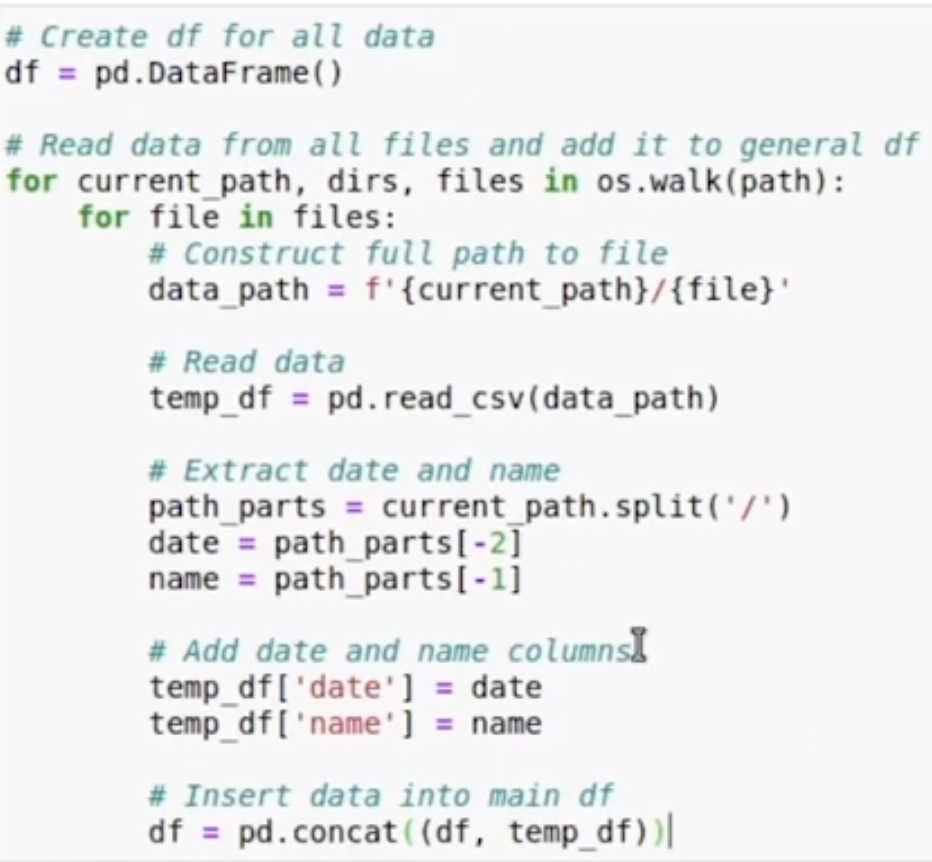 # Create df for all data
df = pd.DataFrame()
# Read data from all files and add it to general df
for current_path, dirs, files in os.walk(path):
    for file in files:
        # Construct full path to file
        data_path = f'{current_path}/{file}'
        # Read data
        temp_df = pd.read_csv(data_path)
        # Extract date and name
        path_parts = current_path.split('/')
        date = path_parts[-2]
        name = path_parts[-1]
        # Add date and name columns
        temp_df['date'] = date
        temp_df['name'] = name
        # Insert data into main df
        df = pd.concat((df, temp_df))